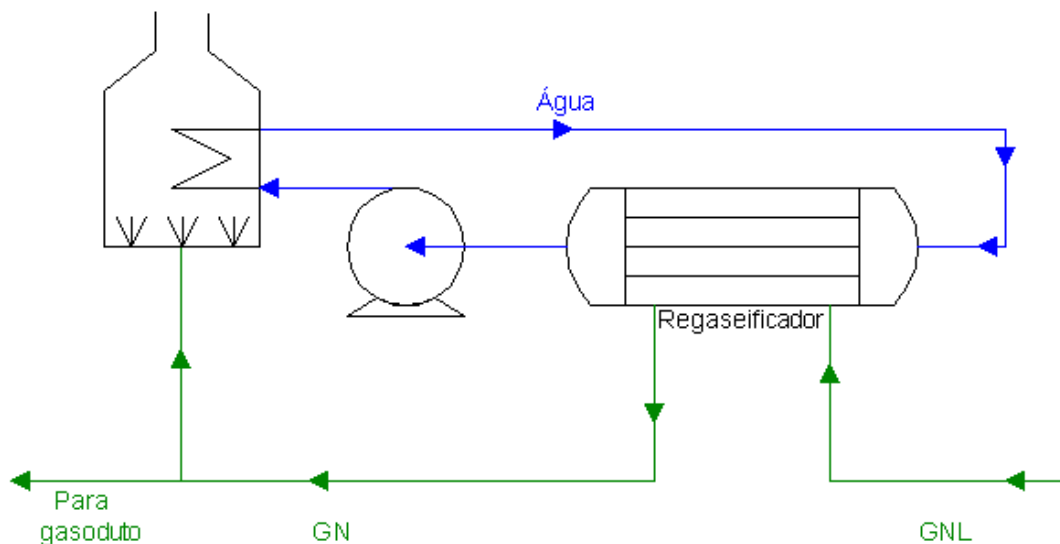 Água
Regaseificador
Para
gasoduto
GN
GNL